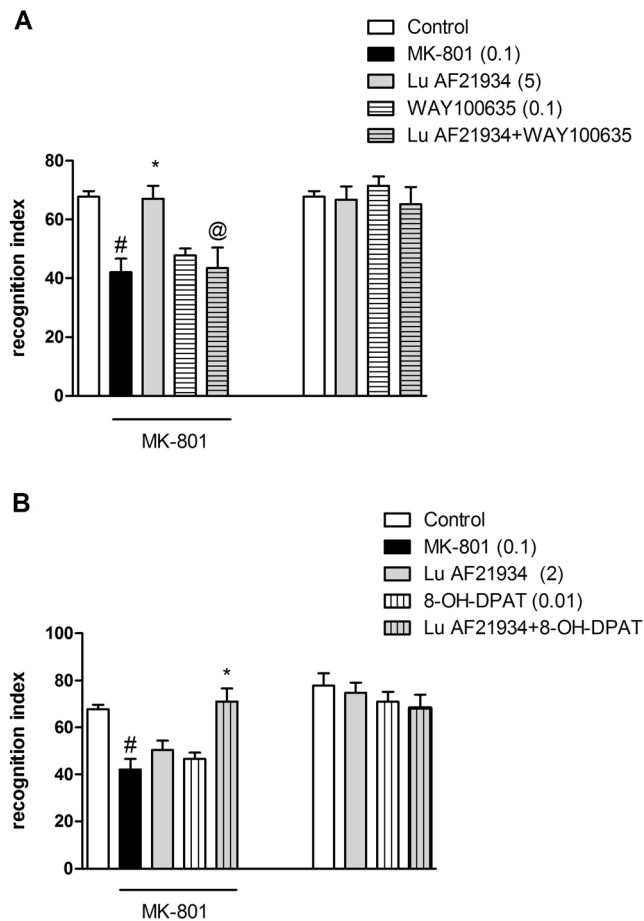 A
Control
MK-801 (0.1)
Lu AF21934 (5)
WAY100635 (0.1)
Lu AF21934+WAY100635
recognition index
80
60
40
20
0
#
*
@
MK-801
B
Control
MK-801 (0.1)
Lu AF21934 (2)
8-OH-DPAT (0.01)
Lu AF21934+8-OH-DPAT
recognition index
100
80
60
40
20
0
#
*
MK-801